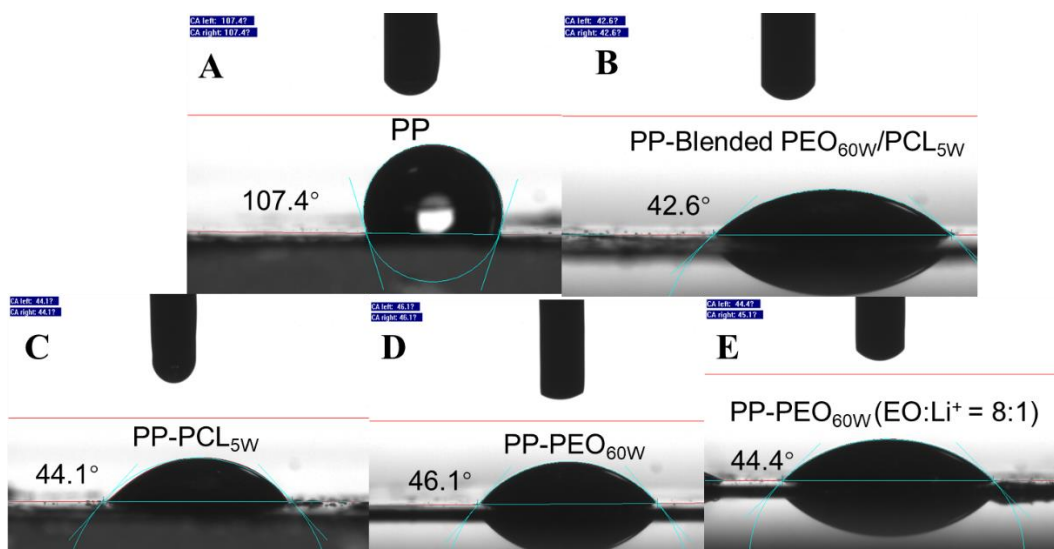 CA left: 107.4?
CA right: 107.4?
A
PP
107.4°
CA left: 42.6?
CA right: 42.6?
B
PP-Blended PEO60W/PCL5W
42.6°
CA left: 44.1?
CA right: 44.1?
C
PP-PCL5W
44.1°
CA left: 46.1?
CA right: 46.1?
D
PP-PEO60W
46.1°
CA left: 44.4?
CA right: 45.1?
E
PP-PEO60W (EO:Li⁺ = 8:1)
44.4°